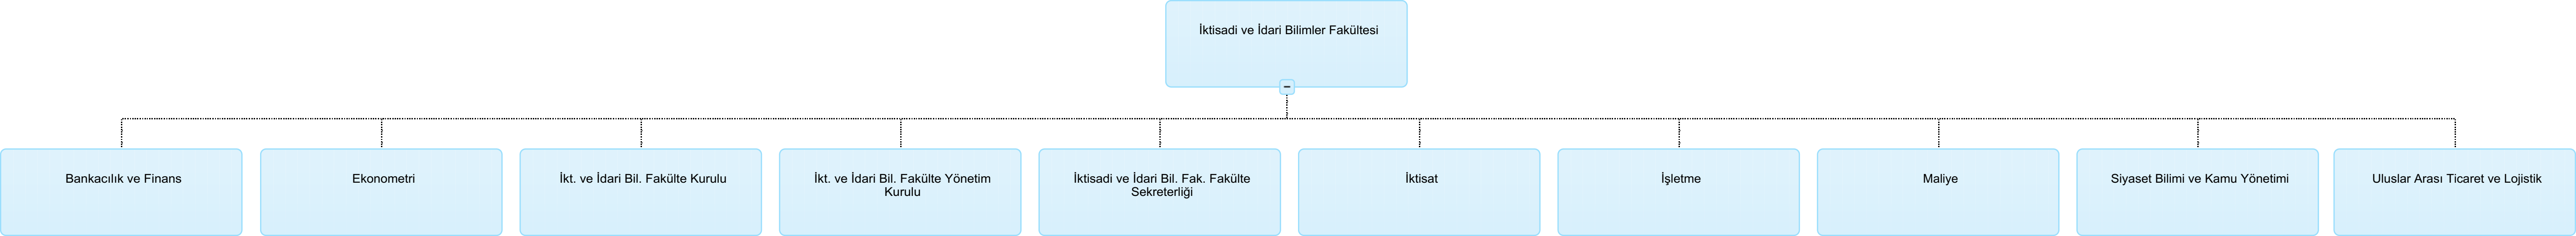 İktisadi ve İdari Bilimler Fakültesi
Bankacılık ve Finans
Ekonometri
İkt. ve İdari Bil. Fakülte Kurulu
İkt. ve İdari Bil. Fakülte Yönetim
Kurulu
İktisadi ve İdari Bil. Fak. Fakülte
Sekreterliği
İktisat
İşletme
Maliye
Siyaset Bilimi ve Kamu Yönetimi
Uluslar Arası Ticaret ve Lojistik